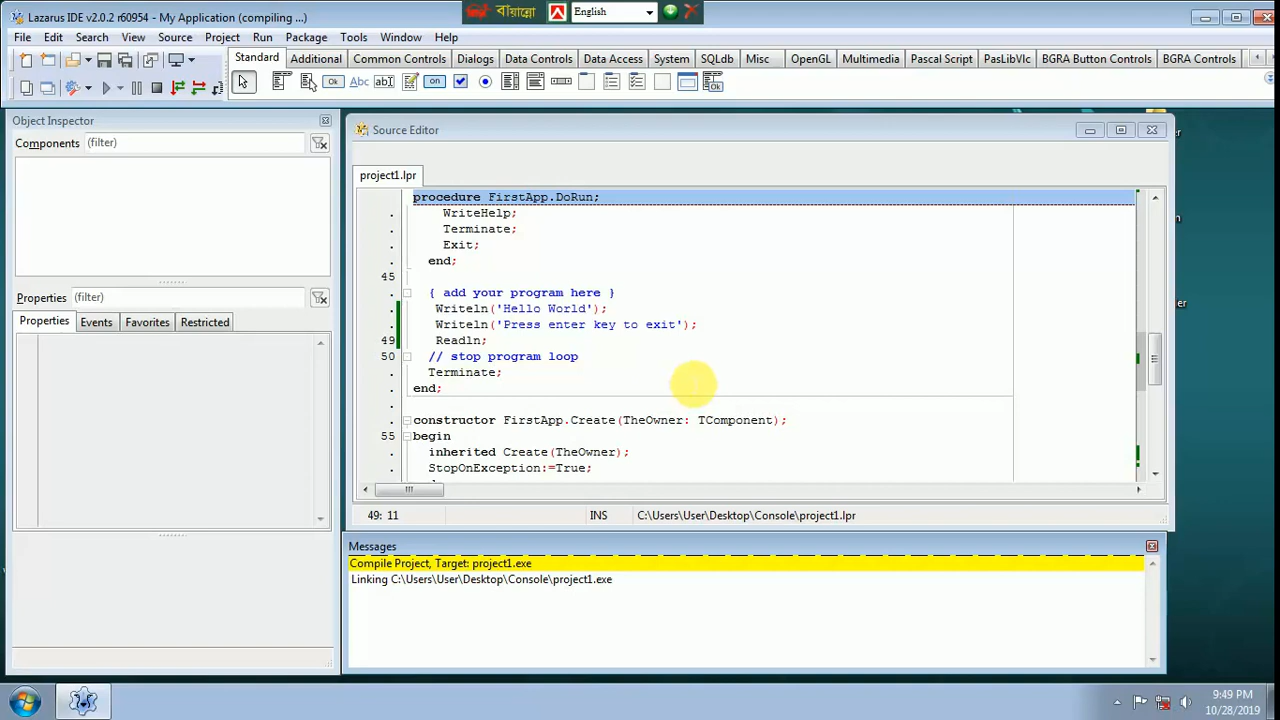 Lazarus IDE v2.0.2 r60954 - My Application (compiling ...)
বায়ান্নো
English
File Edit Search View Source Project Run Package Tools Options Window Help
Standard Additional Common Controls Dialogs Data Controls Data Access System SQLdb Misc OpenGL Multimedia Pascal Script PasLibVlc BGRA Button Controls BGRA Controls
Ok Abc ab on Ok
Object Inspector
Components (filter)
Properties (filter)
Properties Events Favorites Restricted
Source Editor
project1.lpr
procedure FirstApp.DoRun;
. WriteHelp;
. Terminate;
. Exit;
. end;
45
. { add your program here }
. Writeln('Hello World');
. Writeln('Press enter key to exit');
49 Readln;
50 // stop program loop
. Terminate;
. end;
.
. constructor FirstApp.Create(TheOwner: TComponent);
55 begin
. inherited Create(TheOwner);
. StopOnException:=True;
49: 11 INS C:\Users\User\Desktop\Console\project1.lpr
Messages
Compile Project, Target: project1.exe
Linking C:\Users\User\Desktop\Console\project1.exe
9:49 PM
10/28/2019